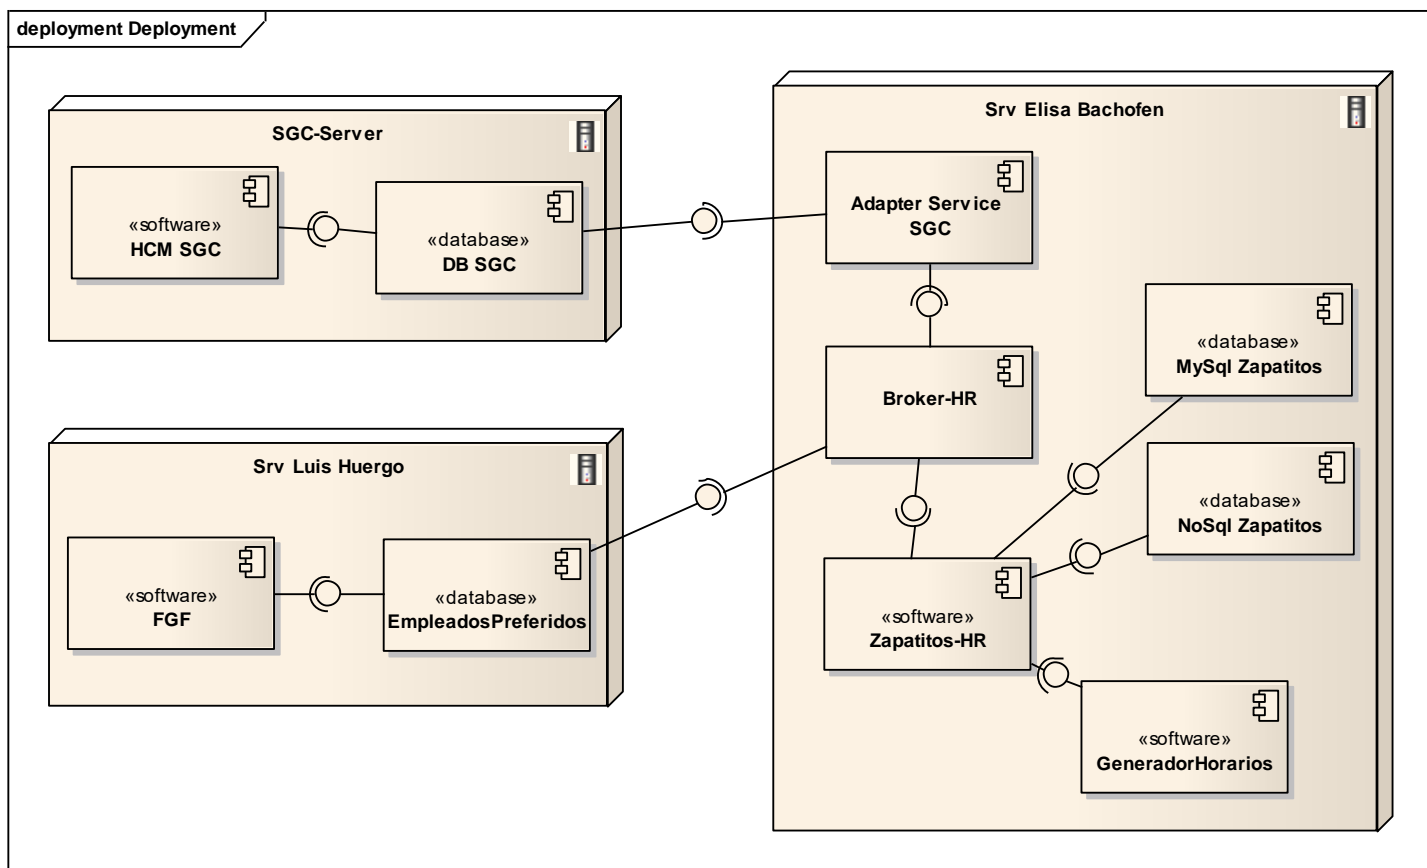 deployment Deployment
SGC-Server
«software»
HCM SGC
«database»
DB SGC
Srv Elisa Bachofen
Adapter Service
SGC
Broker-HR
«database»
MySql Zapatitos
«database»
NoSql Zapatitos
«software»
Zapatitos-HR
«software»
GeneradorHorarios
Srv Luis Huergo
«software»
FGF
«database»
EmpleadosPreferidos